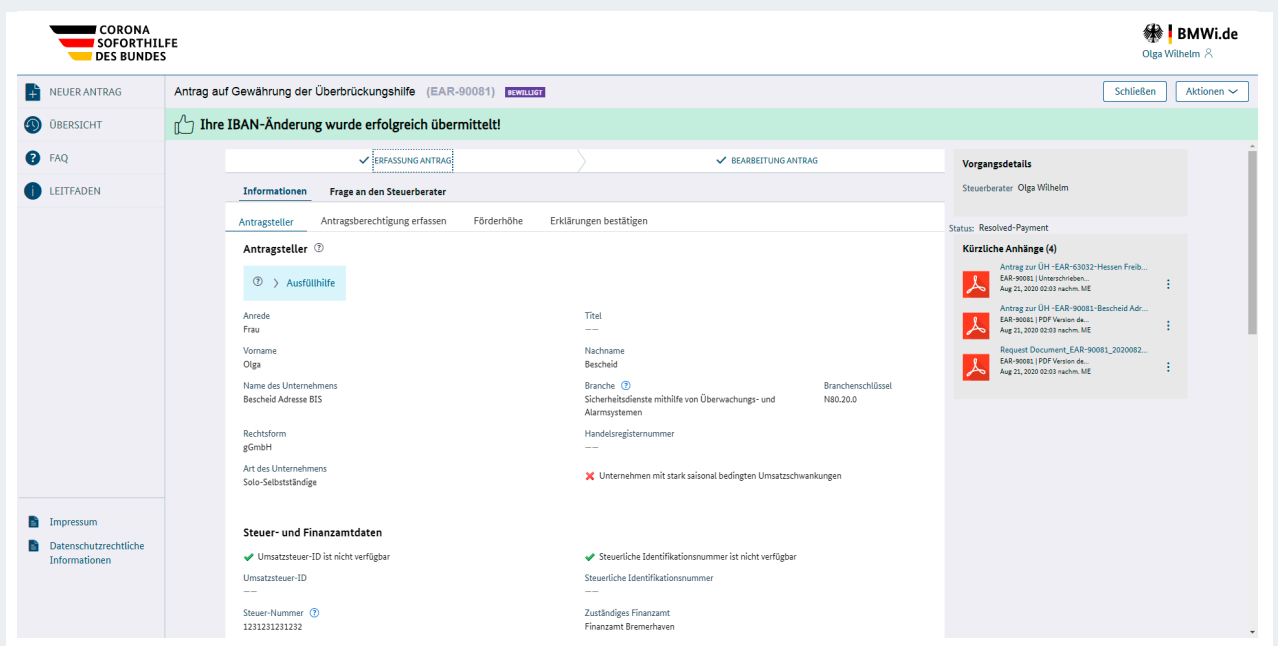 CORONA
SOFORTHILFE
DES BUNDES
BMWi.de
Olga Wilhelm
NEUER ANTRAG
ÜBERSICHT
FAQ
LEITFADEN
Impressum
Datenschutzrechtliche
Informationen
Antrag auf Gewährung der Überbrückungshilfe (EAR-90081) BEWILLIGT
Schließen
Aktionen
Ihre IBAN-Änderung wurde erfolgreich übermittelt!
ERFASSUNG ANTRAG
BEARBEITUNG ANTRAG
Informationen
Frage an den Steuerberater
Antragsteller
Antragsberechtigung erfassen
Förderhöhe
Erklärungen bestätigen
Antragsteller
Ausfüllhilfe
Anrede
Frau
Titel
––
Vorname
Olga
Nachname
Bescheid
Name des Unternehmens
Bescheid Adresse BIS
Branche
Sicherheitsdienste mithilfe von Überwachungs- und
Alarmsystemen
Branchenschlüssel
N80.20.0
Rechtsform
gGmbH
Handelsregisternummer
––
Art des Unternehmens
Solo-Selbstständige
Unternehmen mit stark saisonal bedingten Umsatzschwankungen
Steuer- und Finanzamtdaten
Umsatzsteuer-ID ist nicht verfügbar
Steuerliche Identifikationsnummer ist nicht verfügbar
Umsatzsteuer-ID
––
Steuerliche Identifikationsnummer
––
Steuer-Nummer
1231231231232
Zuständiges Finanzamt
Finanzamt Bremerhaven
Vorgangsdetails
Steuerberater Olga Wilhelm
Status: Resolved-Payment
Kürzliche Anhänge (4)
Antrag zur ÜH -EAR-63032-Hessen Freib...
EAR-90081 | Unterschrieben...
Aug 21, 2020 02:03 nachm. ME
Antrag zur ÜH -EAR-90081-Bescheid Adr...
EAR-90081 | PDF Version de...
Aug 21, 2020 02:03 nachm. ME
Request Document_EAR-90081_2020082...
EAR-90081 | PDF Version de...
Aug 21, 2020 02:03 nachm. ME